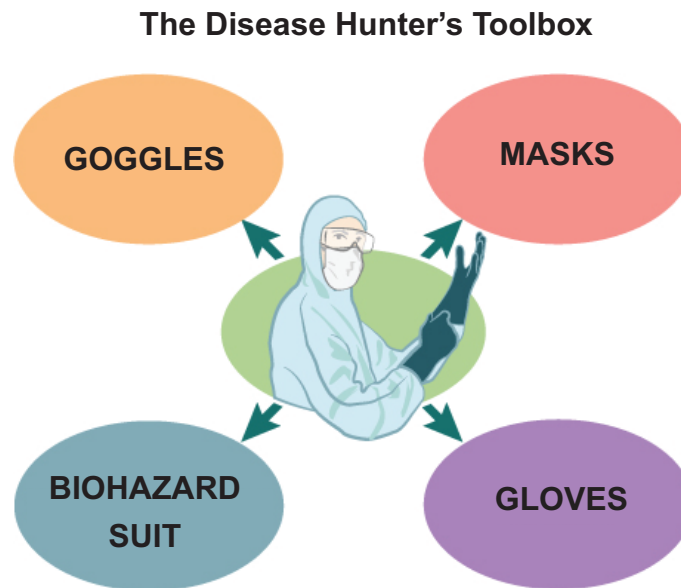 The Disease Hunter’s Toolbox
GOGGLES
MASKS
BIOHAZARD
SUIT
GLOVES